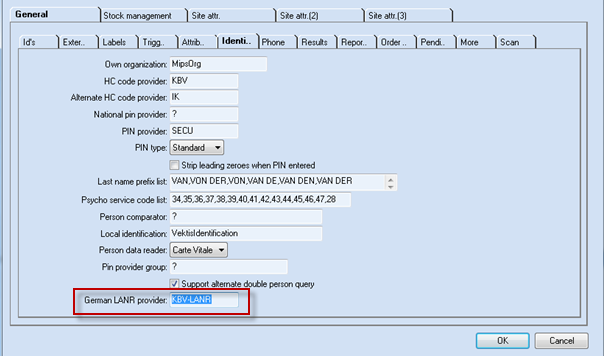 General Stock management Site attr. Site attr.(2) Site attr.(3)
Id's Exter.. Labels Trigg.. Attrib.. Identi.. Phone Results Repor.. Order .. Pendi.. More Scan
Own organization: MipsOrg
HC code provider: KBV
Alternate HC code provider: IK
National pin provider: ?
PIN provider: SECU
PIN type: Standard
Strip leading zeroes when PIN entered
Last name prefix list: VAN,VON DER,VON,VAN DE,VAN DEN,VAN DER
Psycho service code list: 34,35,36,37,38,39,40,41,42,43,44,45,46,47,28
Person comparator: ?
Local identification: VektisIdentification
Person data reader: Carte Vitale
Pin provider group: ?
Support alternate double person query
German LANR provider: KBV-LANR
OK Cancel